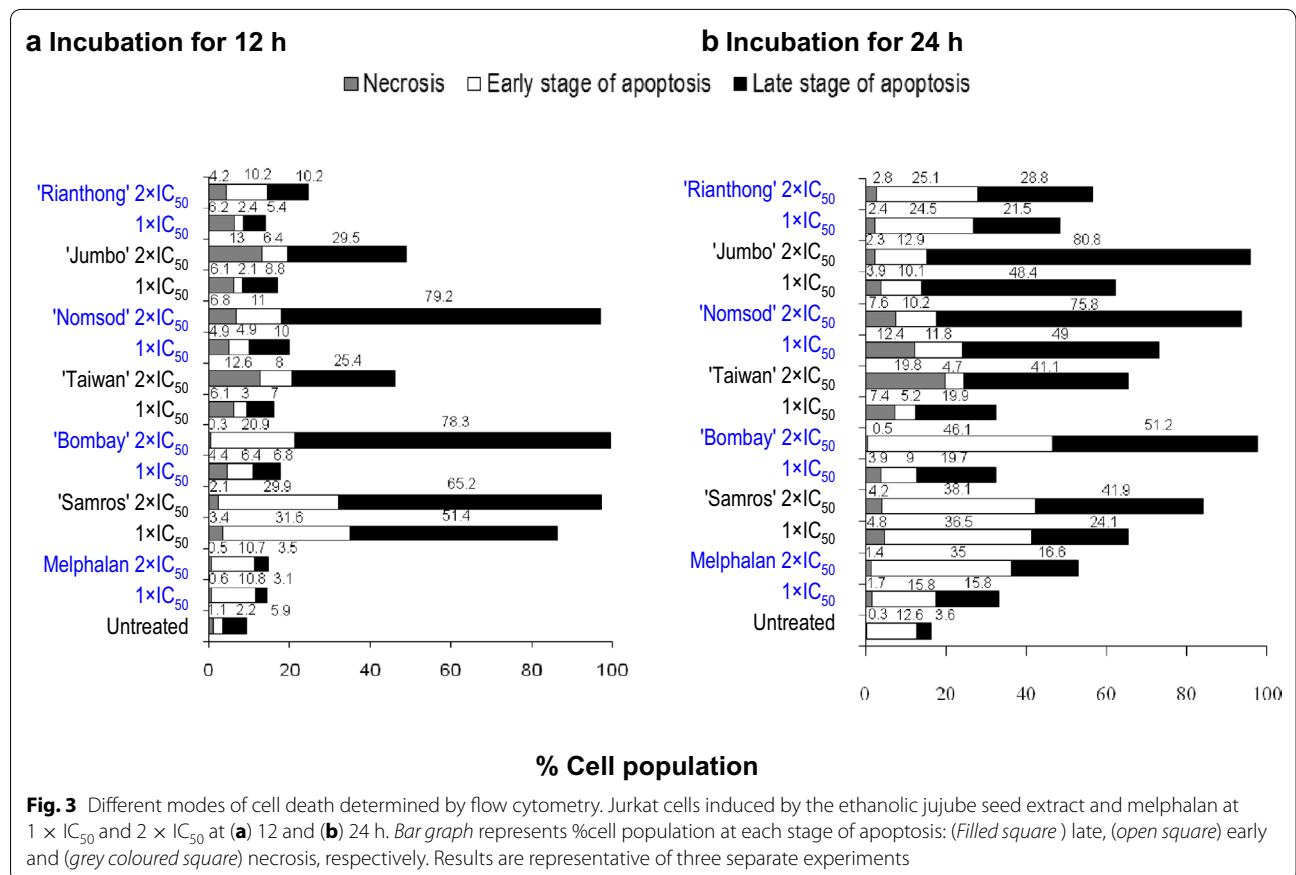 a Incubation for 12 h
b Incubation for 24 h
Necrosis Early stage of apoptosis Late stage of apoptosis
4.2 10.2 10.2
'Rianthong' 2×IC50
6.2 2.4 5.4
1×IC50
13 6.4 29.5
'Jumbo' 2×IC50
6.1 2.1 8.8
1×IC50
6.8 11 79.2
'Nomsod' 2×IC50
4.9 4.9 10
1×IC50
12.6 8 25.4
'Taiwan' 2×IC50
6.1 3 7
1×IC50
0.3 20.9 78.3
'Bombay' 2×IC50
4.4 6.4 6.8
1×IC50
2.1 29.9 65.2
'Samros' 2×IC50
3.4 31.6 51.4
1×IC50
0.5 10.7 3.5
Melphalan 2×IC50
0.6 10.8 3.1
1×IC50
1.1 2.2 5.9
Untreated
0 20 40 60 80 100
2.8 25.1 28.8
'Rianthong' 2×IC50
2.4 24.5 21.5
1×IC50
2.3 12.9 80.8
'Jumbo' 2×IC50
3.9 10.1 48.4
1×IC50
7.6 10.2 75.8
'Nomsod' 2×IC50
12.4 11.8 49
1×IC50
19.8 4.7 41.1
'Taiwan' 2×IC50
7.4 5.2 19.9
1×IC50
0.5 46.1 51.2
'Bombay' 2×IC50
3.9 9 19.7
1×IC50
4.2 38.1 41.9
'Samros' 2×IC50
4.8 36.5 24.1
1×IC50
1.4 35 16.6
Melphalan 2×IC50
1.7 15.8 15.8
1×IC50
0.3 12.6 3.6
Untreated
0 20 40 60 80 100
% Cell population
Fig. 3 Different modes of cell death determined by flow cytometry. Jurkat cells induced by the ethanolic jujube seed extract and melphalan at
1 × IC50 and 2 × IC50 at (a) 12 and (b) 24 h. Bar graph represents %cell population at each stage of apoptosis: (Filled square ) late, (open square) early
and (grey coloured square) necrosis, respectively. Results are representative of three separate experiments